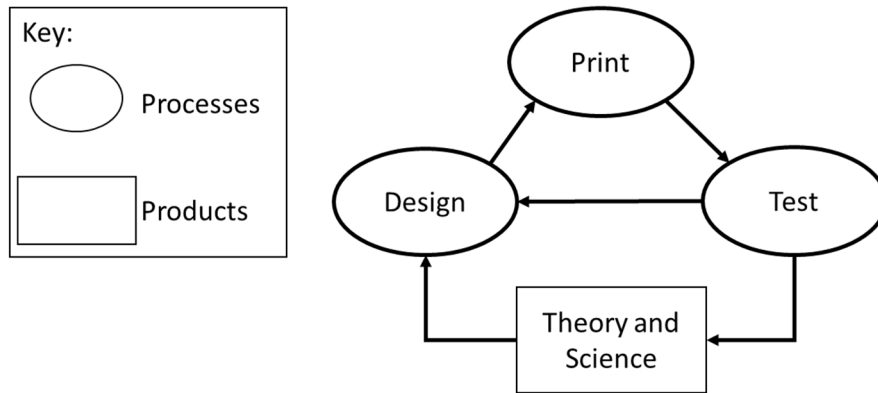 Key:
Processes
Products
Print
Design
Test
Theory and
Science